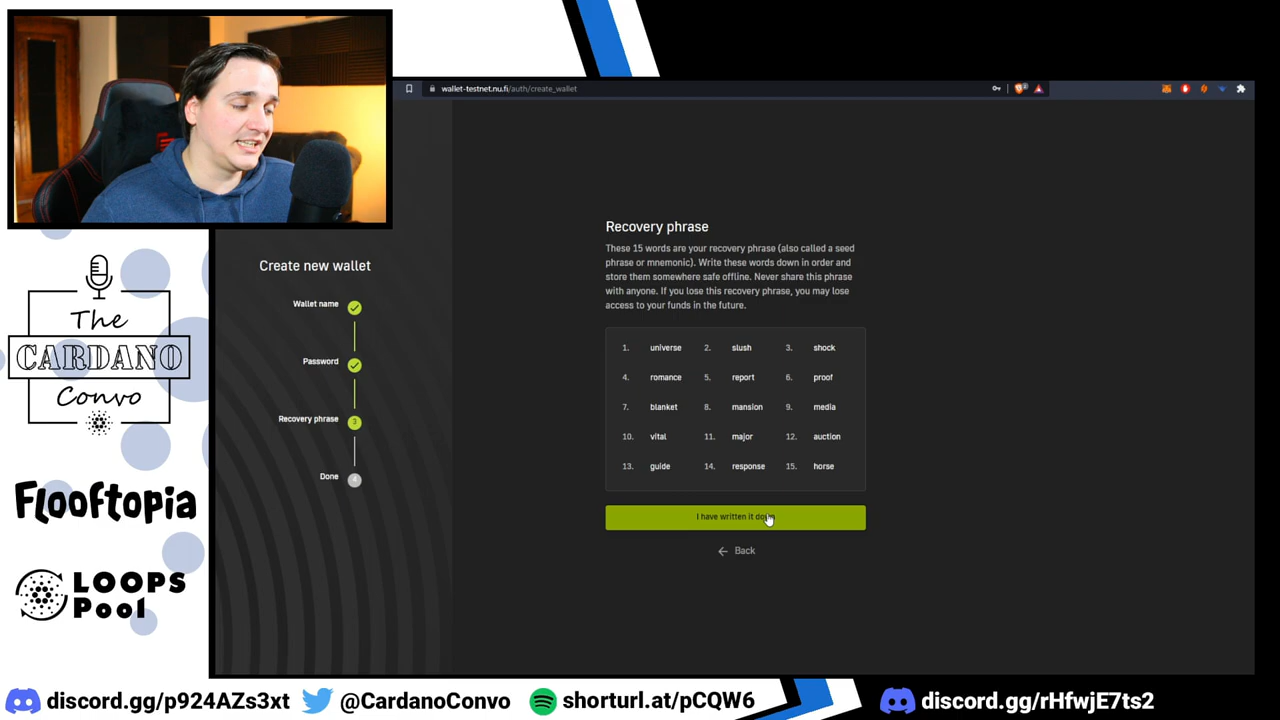 wallet-testnet.nu.fi/auth/create_wallet
Create new wallet
Wallet name
Password
Recovery phrase
3
Done
4
Recovery phrase
These 15 words are your recovery phrase (also called a seed
phrase or mnemonic). Write these words down in order and
store them somewhere safe offline. Never share this phrase
with anyone. If you lose this recovery phrase, you may lose
access to your funds in the future.
1. universe 2. slush 3. shock
4. romance 5. report 6. proof
7. blanket 8. mansion 9. media
10. vital 11. major 12. auction
13. guide 14. response 15. horse
I have written it down
Back
The
CARDANO
Convo
Flooftopia
LOOPS
Pool
discord.gg/p924AZs3xt @CardanoConvo shorturl.at/pCQW6 discord.gg/rHfwjE7ts2